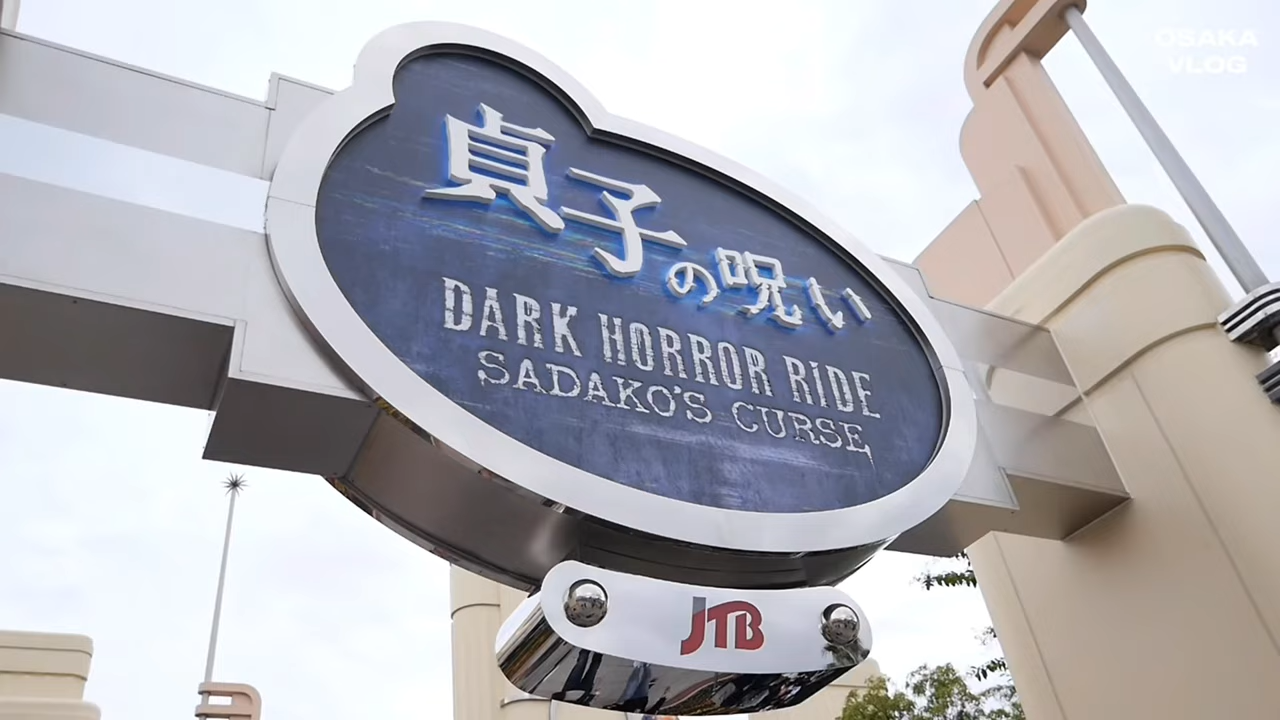 OSAKA
VLOG
貞子の呪い
DARK HORROR RIDE
SADAKO'S CURSE
JTB